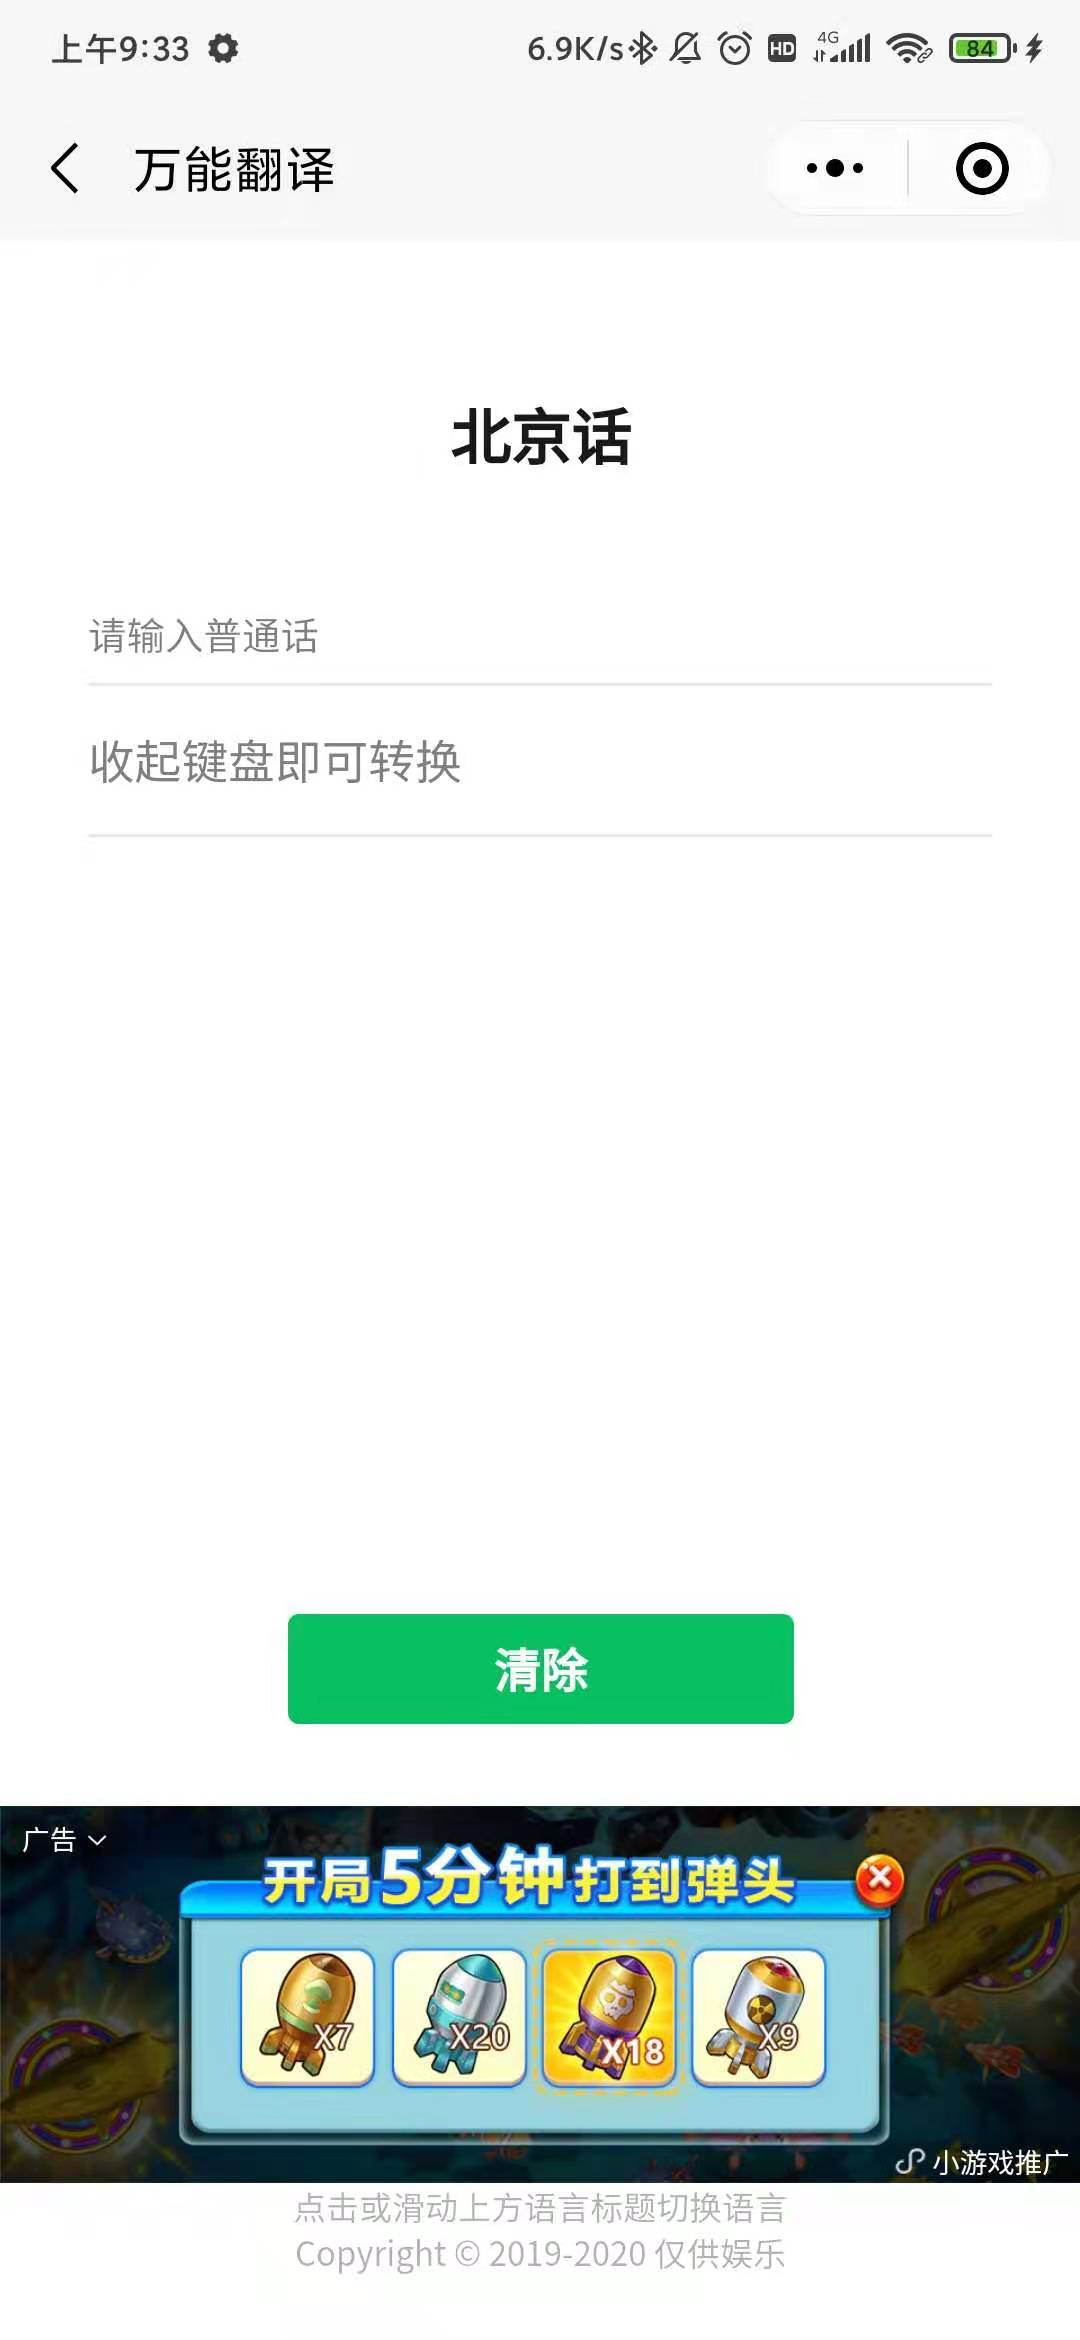 上午9:33 6.9K/s HD 4G 84
万能翻译
北京话
请输入普通话
收起键盘即可转换
清除
广告
开局5分钟打到弹头
X7 X20 X18 X9
小游戏推广
点击或滑动上方语言标题切换语言
Copyright © 2019-2020 仅供娱乐